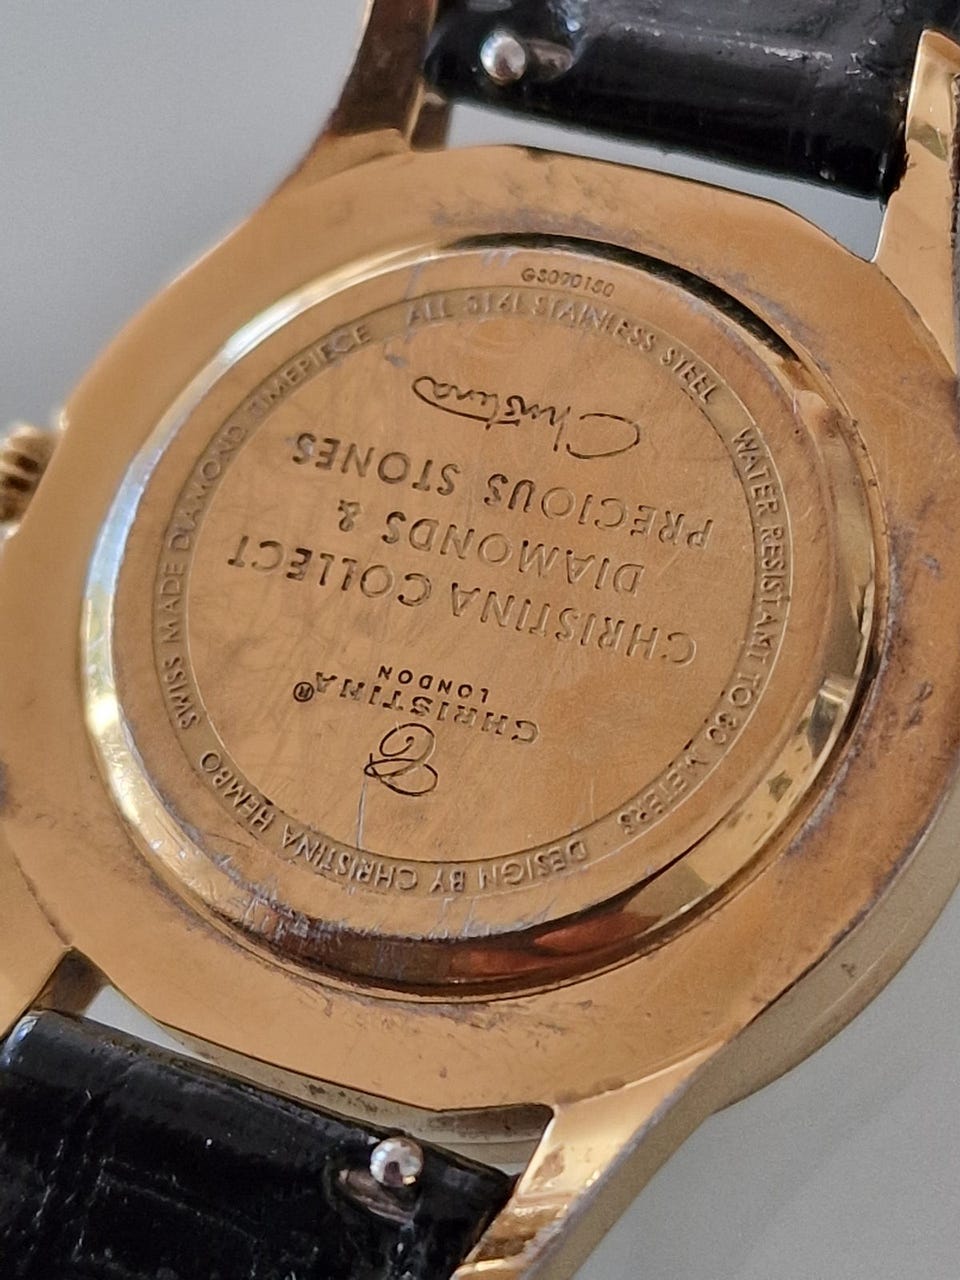 CHRISTINA®
LONDON
CHRISTINA COLLECT
DIAMONDS &
PRECIOUS STONES
Christina
DESIGN BY CHRISTINA HEMBO
SWISS MADE DIAMOND TIMEPIECE
ALL 316L STAINLESS STEEL
WATER RESISTANT TO 30 METERS
GS090150